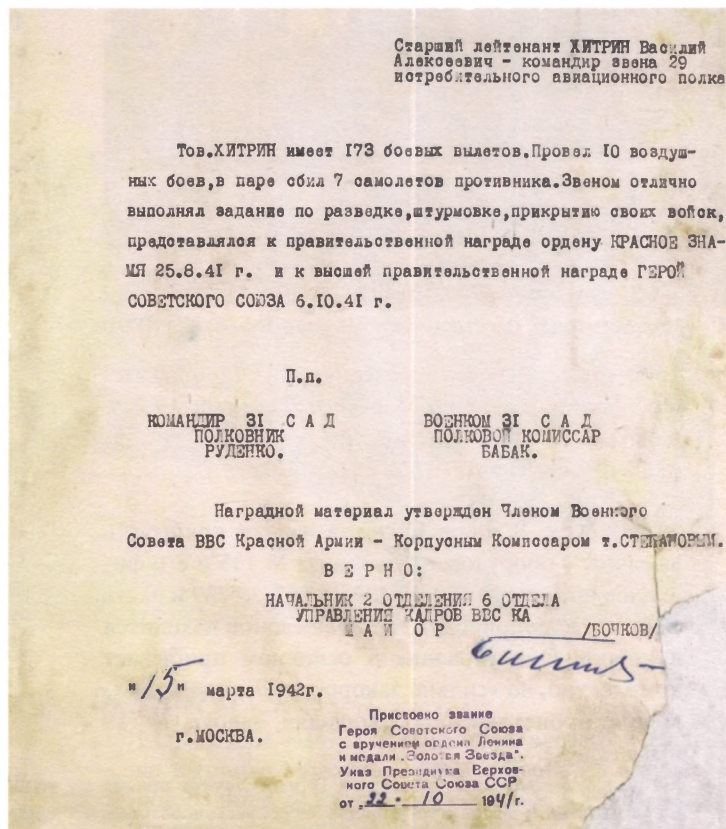 Старший лейтенант ХИТРИН Василий
Алексеевич - командир звена 29
истребительного авиационного полка
Тов.ХИТРИН имеет 173 боевых вылетов.Провел 10 воздуш-
ных боев,в паре сбил 7 самолетов противника.Звеном отлично
выполнял задание по разведке,штурмовке,прикрытию своих войск,
представлялся к правительственной награде ордену КРАСНОЕ ЗНА-
МЯ 25.8.41 г. и к высшей правительственной награде ГЕРОЙ
СОВЕТСКОГО СОЮЗА 6.10.41 г.
П.п.
КОМАНДИР 31 С А Д
ПОЛКОВНИК
РУДЕНКО.
ВОЕНКОМ 31 С А Д
ПОЛКОВОЙ КОМИССАР
БАБАК.
Наградной материал утвержден Членом Военного
Совета ВВС Красной Армии - Корпусным Комиссаром т.СТЕПАНОВЫМ.
В Е Р Н О:
НАЧАЛЬНИК 2 ОТДЕЛЕНИЯ 6 ОТДЕЛА
УПРАВЛЕНИЯ КАДРОВ ВВС КА
М А Й О Р /БОЧКОВ/
"15" марта 1942г.
г.МОСКВА.
Присвоено звание
Героя Советского Союза
с вручением ордена Ленина
и медали „Золотая Звезда".
Указ Президиума Верхов-
ного Совета Союза ССР
от „22. 10 1941г.